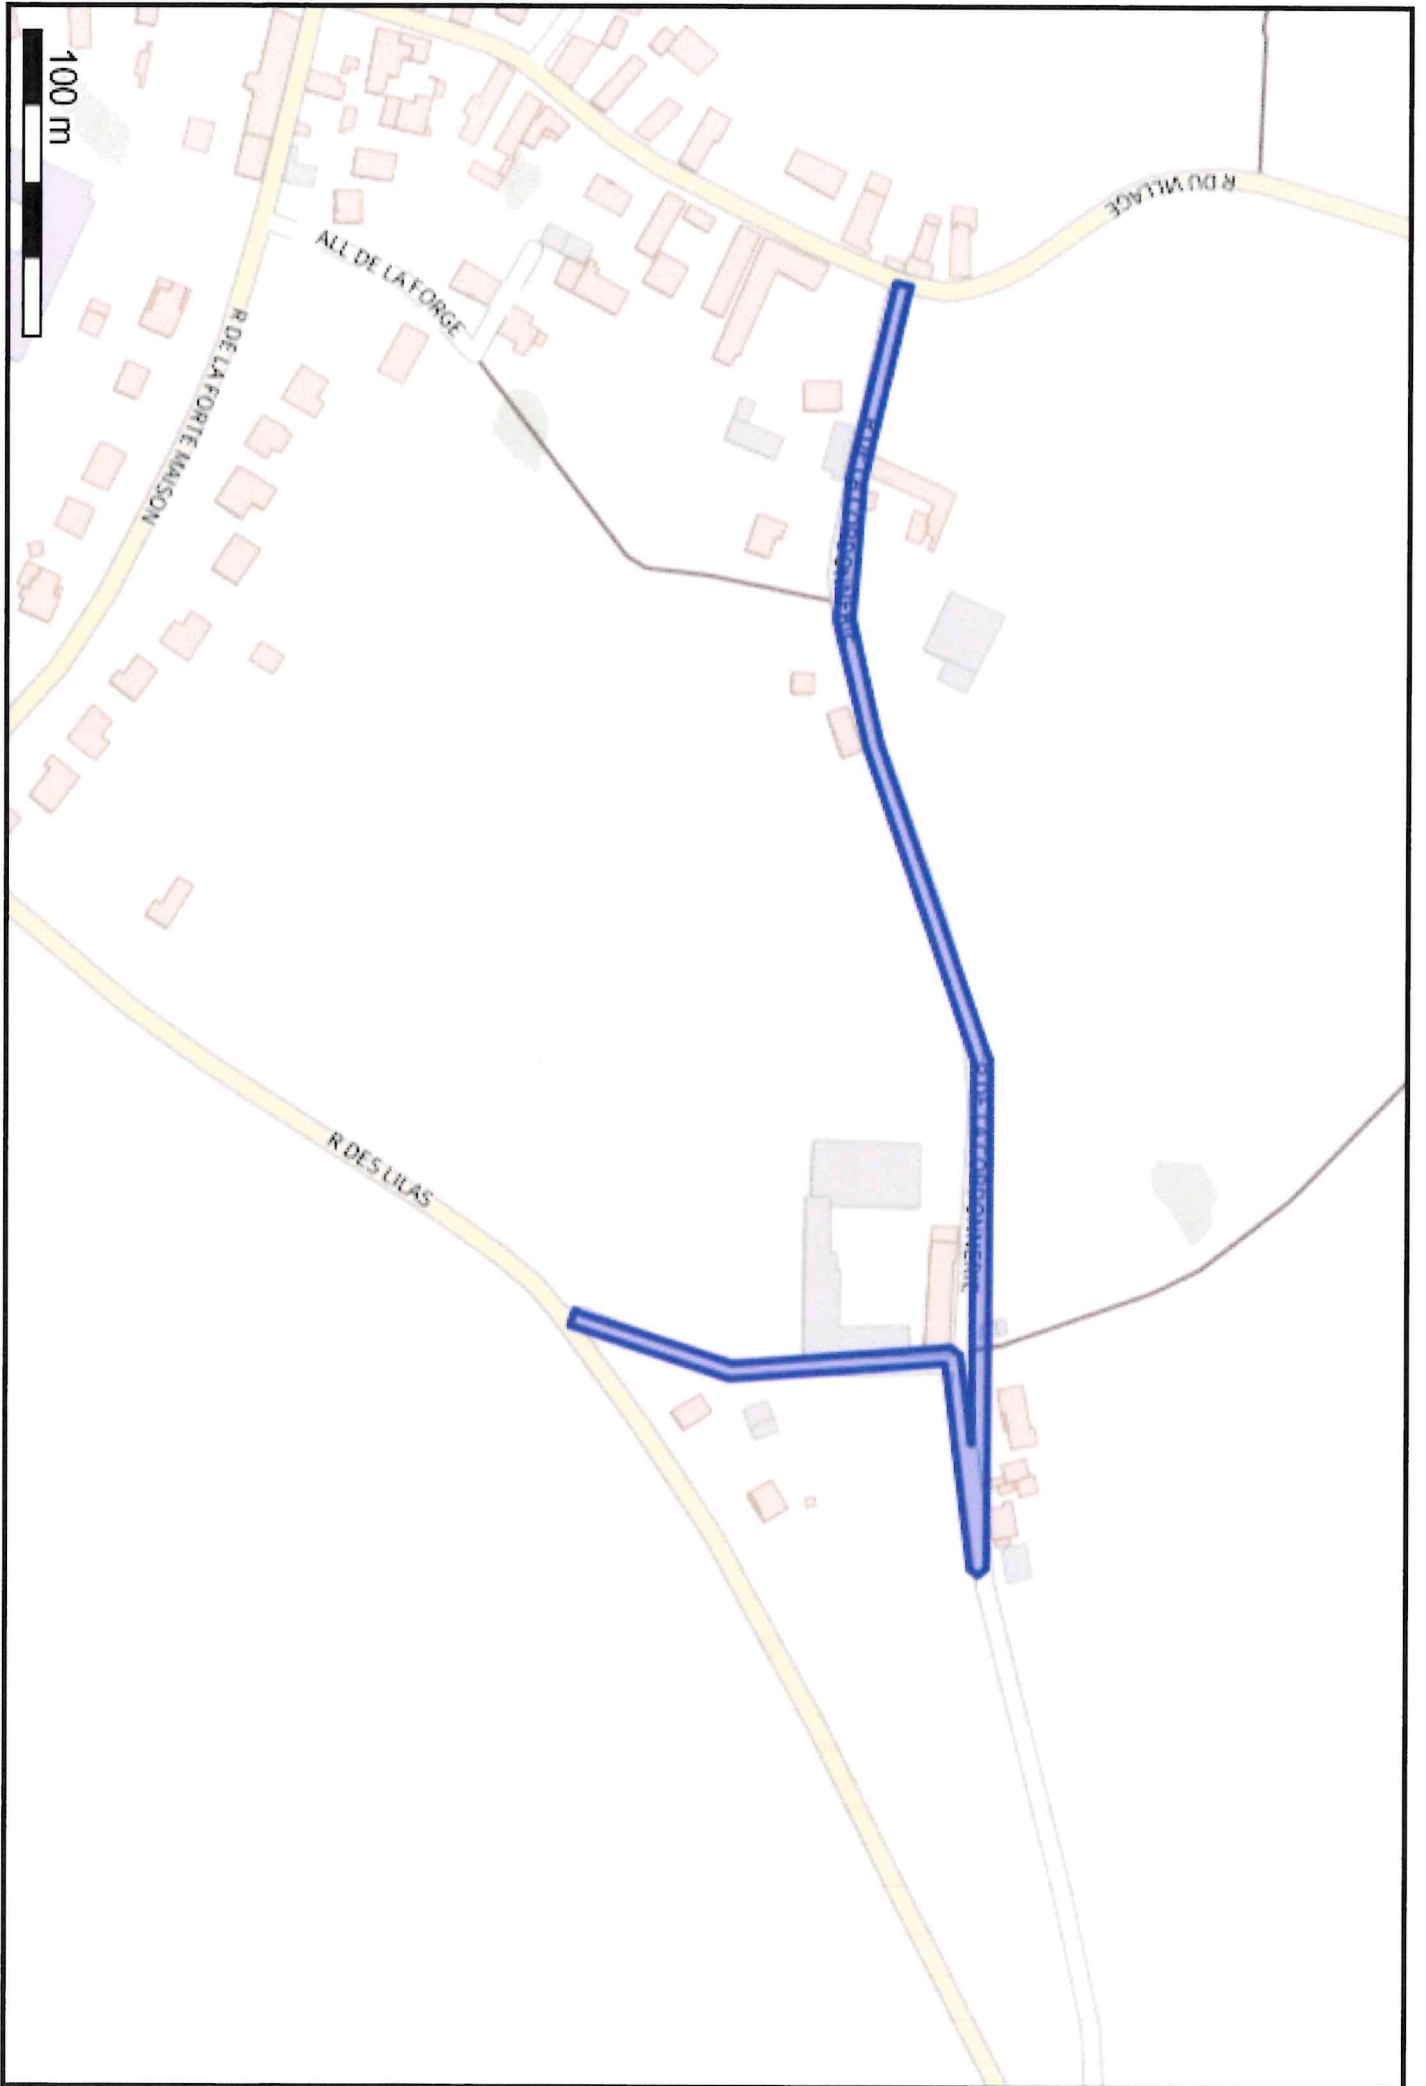 100 m
R DU VILLAGE
ALL DE LA FORGE
R DE LA FORTE MAISON
R DES LILAS